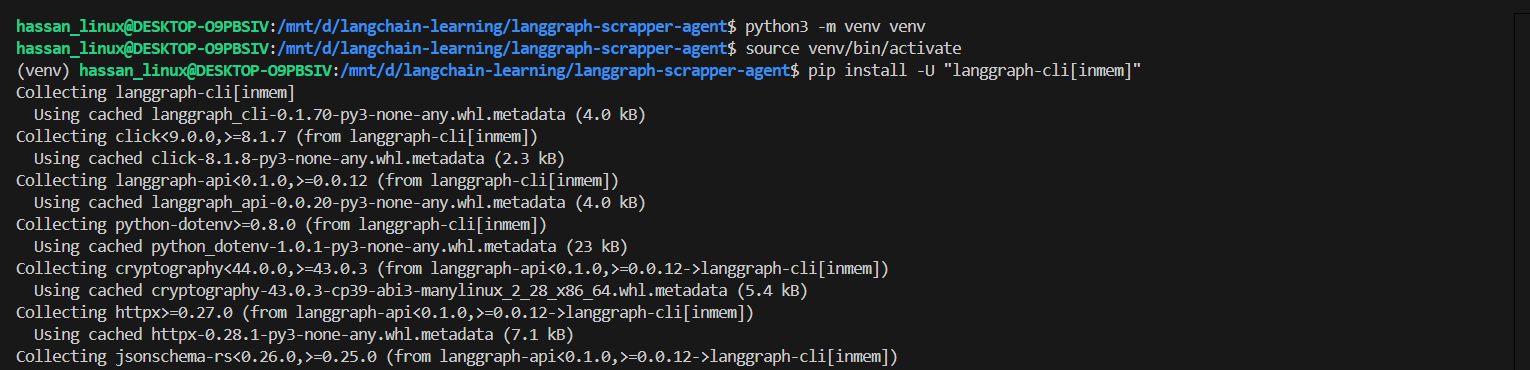 hassan_linux@DESKTOP-O9PBSIV:/mnt/d/langchain-learning/langgraph-scrapper-agent$ python3 -m venv venv
hassan_linux@DESKTOP-O9PBSIV:/mnt/d/langchain-learning/langgraph-scrapper-agent$ source venv/bin/activate
(venv) hassan_linux@DESKTOP-O9PBSIV:/mnt/d/langchain-learning/langgraph-scrapper-agent$ pip install -U "langgraph-cli[inmem]"
Collecting langgraph-cli[inmem]
  Using cached langgraph_cli-0.1.70-py3-none-any.whl.metadata (4.0 kB)
Collecting click<9.0.0,>=8.1.7 (from langgraph-cli[inmem])
  Using cached click-8.1.8-py3-none-any.whl.metadata (2.3 kB)
Collecting langgraph-api<0.1.0,>=0.0.12 (from langgraph-cli[inmem])
  Using cached langgraph_api-0.0.20-py3-none-any.whl.metadata (4.0 kB)
Collecting python-dotenv>=0.8.0 (from langgraph-cli[inmem])
  Using cached python_dotenv-1.0.1-py3-none-any.whl.metadata (23 kB)
Collecting cryptography<44.0.0,>=43.0.3 (from langgraph-api<0.1.0,>=0.0.12->langgraph-cli[inmem])
  Using cached cryptography-43.0.3-cp39-abi3-manylinux_2_28_x86_64.whl.metadata (5.4 kB)
Collecting httpx>=0.27.0 (from langgraph-api<0.1.0,>=0.0.12->langgraph-cli[inmem])
  Using cached httpx-0.28.1-py3-none-any.whl.metadata (7.1 kB)
Collecting jsonschema-rs<0.26.0,>=0.25.0 (from langgraph-api<0.1.0,>=0.0.12->langgraph-cli[inmem])